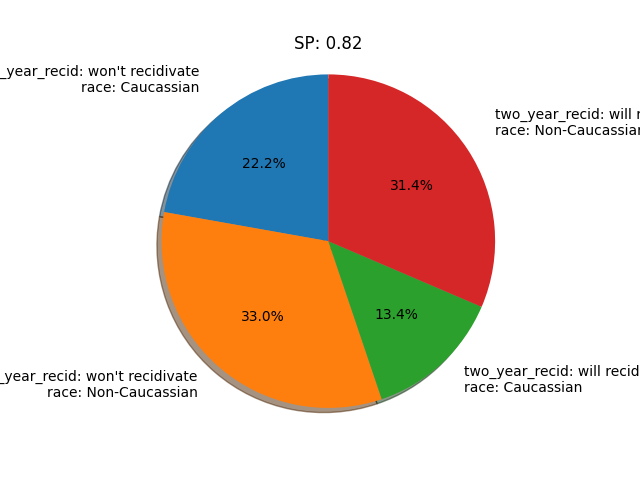 SP: 0.82
_year_recid: won't recidivate
race: Caucassian
two_year_recid: will
race: Non-Caucassian
22.2%
31.4%
33.0%
13.4%
_year_recid: won't recidivate
race: Non-Caucassian
two_year_recid: will recid
race: Caucassian